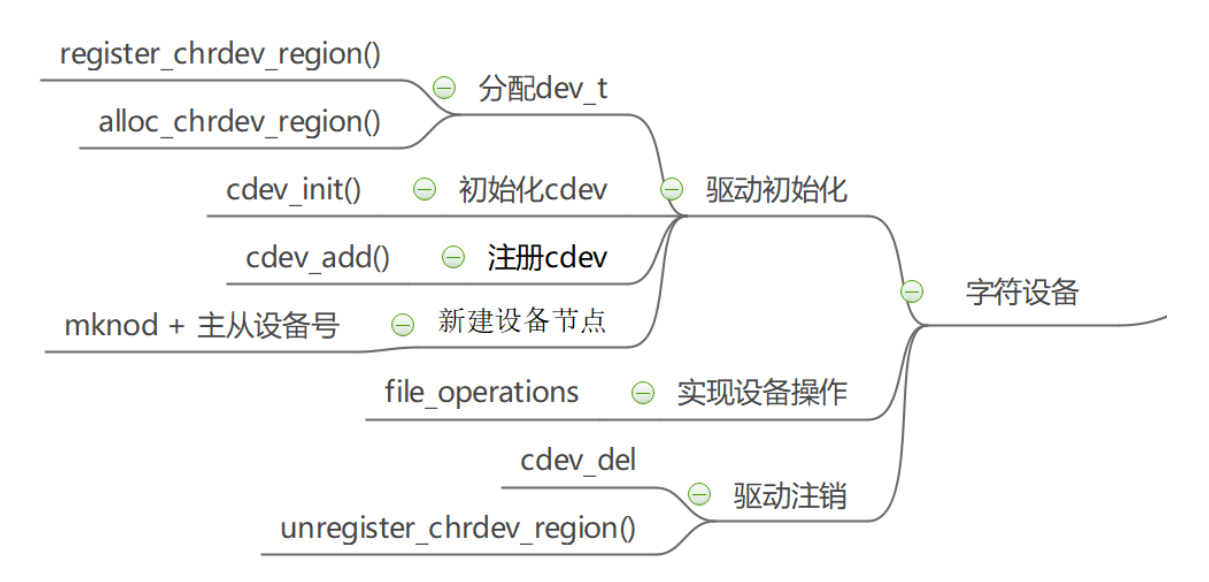 register_chrdev_region()
分配dev_t
alloc_chrdev_region()
cdev_init()
初始化cdev
驱动初始化
cdev_add()
注册cdev
字符设备
mknod + 主从设备号
新建设备节点
file_operations
实现设备操作
cdev_del
驱动注销
unregister_chrdev_region()